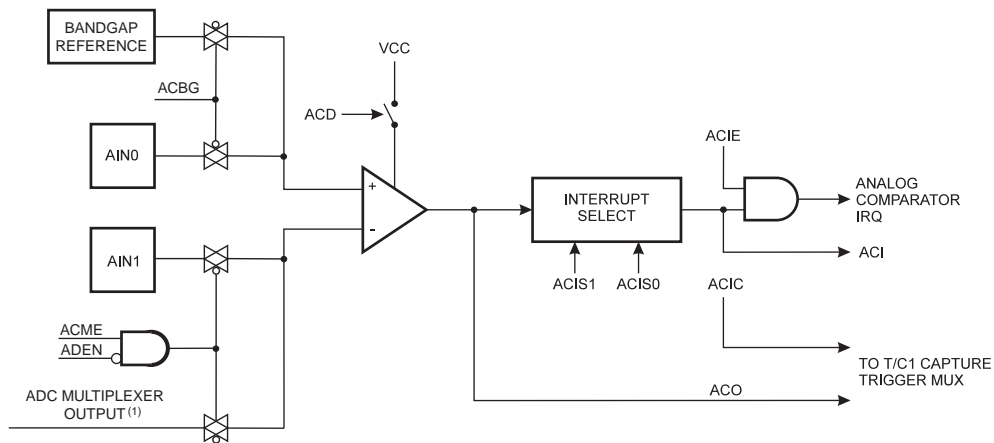 BANDGAP
REFERENCE
VCC
ACBG
ACD
ACIE
AIN0
+
-
INTERRUPT
SELECT
ANALOG
COMPARATOR
IRQ
AIN1
ACI
ACIS1 ACIS0 ACIC
ACME
ADEN
TO T/C1 CAPTURE
TRIGGER MUX
ADC MULTIPLEXER
OUTPUT (1)
ACO